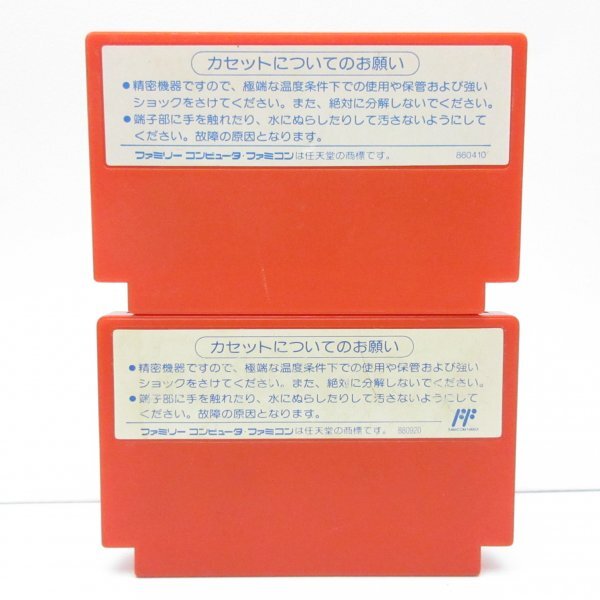 カセットについてのお願い
●精密機器ですので、極端な温度条件下での使用や保管および強い
ショックをさけてください。また、絶対に分解しないでください。
●端子部に手を触れたり、水にぬらしたりして汚さないようにして
ください。故障の原因となります。
ファミリーコンピュータ・ファミコンは任天堂の商標です。 860410
カセットについてのお願い
●精密機器ですので、極端な温度条件下での使用や保管および強い
ショックをさけてください。また、絶対に分解しないでください。
●端子部に手を触れたり、水にぬらしたりして汚さないようにして
ください。故障の原因となります。
ファミリーコンピュータ・ファミコンは任天堂の商標です。 880920
FF
FAMICOM FAMILY